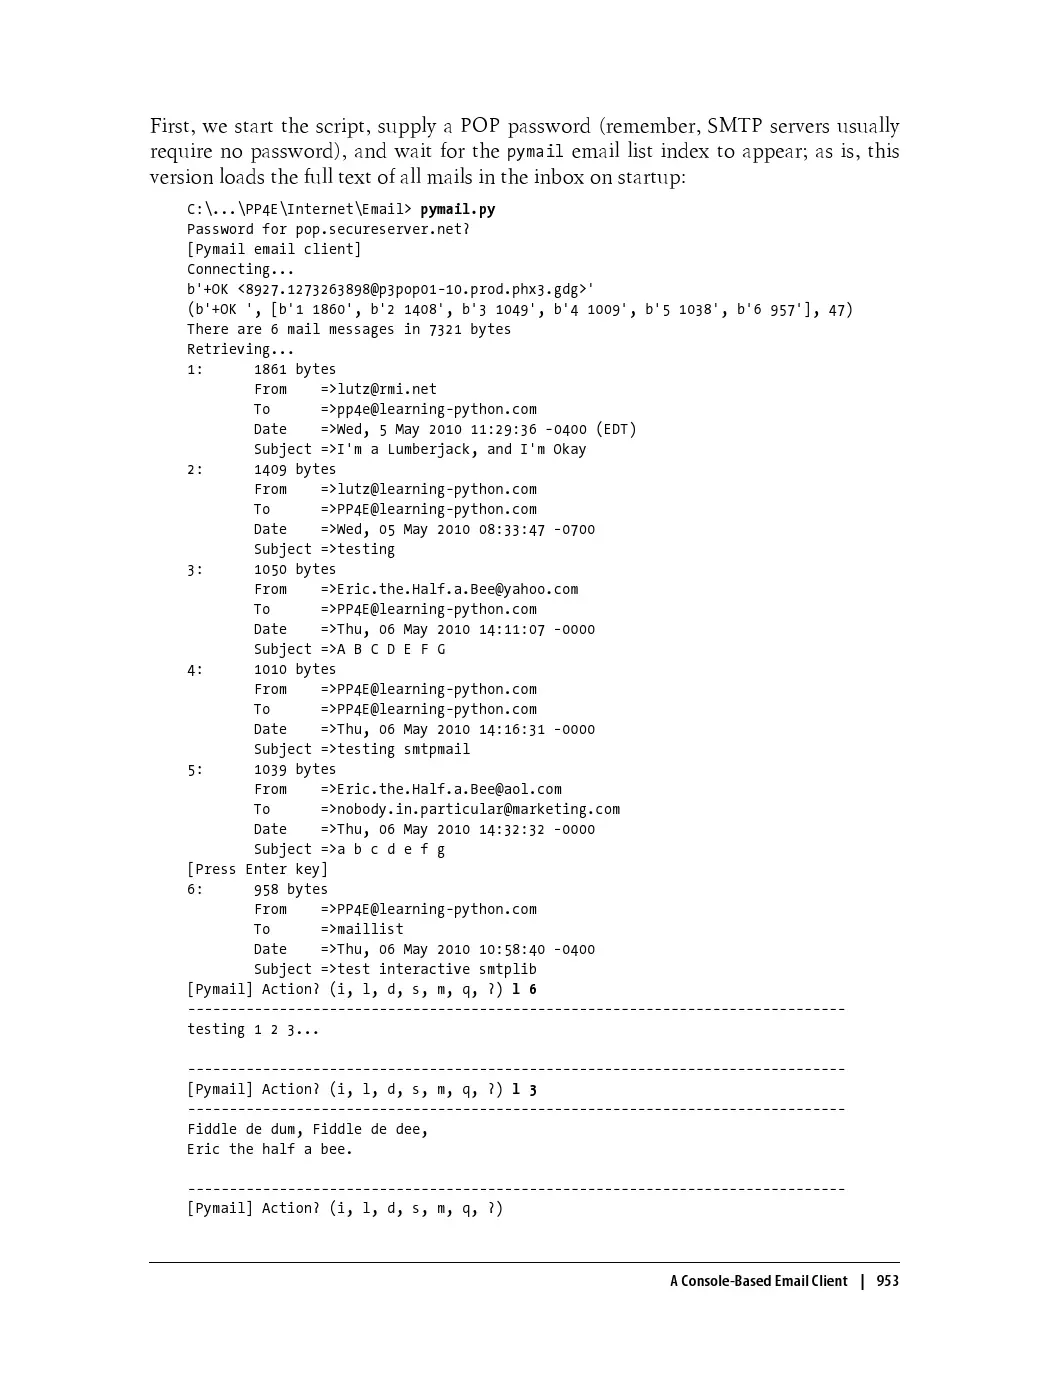 First, we start the script, supply a POP password (remember, SMTP servers usually
require no password), and wait for the pymail email list index to appear; as is, this
version loads the full text of all mails in the inbox on startup:
C:\...\PP4E\Internet\Email> pymail.py
Password for pop.secureserver.net?
[Pymail email client]
Connecting...
b'+OK <8927.1273263898@p3pop01-10.prod.phx3.gdg>'
(b'+OK ', [b'1 1860', b'2 1408', b'3 1049', b'4 1009', b'5 1038', b'6 957'], 47)
There are 6 mail messages in 7321 bytes
Retrieving...
1:      1861 bytes
        From    =>lutz@rmi.net
        To      =>pp4e@learning-python.com
        Date    =>Wed, 5 May 2010 11:29:36 -0400 (EDT)
        Subject =>I'm a Lumberjack, and I'm Okay
2:      1409 bytes
        From    =>lutz@learning-python.com
        To      =>PP4E@learning-python.com
        Date    =>Wed, 05 May 2010 08:33:47 -0700
        Subject =>testing
3:      1050 bytes
        From    =>Eric.the.Half.a.Bee@yahoo.com
        To      =>PP4E@learning-python.com
        Date    =>Thu, 06 May 2010 14:11:07 -0000
        Subject =>A B C D E F G
4:      1010 bytes
        From    =>PP4E@learning-python.com
        To      =>PP4E@learning-python.com
        Date    =>Thu, 06 May 2010 14:16:31 -0000
        Subject =>testing smtpmail
5:      1039 bytes
        From    =>Eric.the.Half.a.Bee@aol.com
        To      =>nobody.in.particular@marketing.com
        Date    =>Thu, 06 May 2010 14:32:32 -0000
        Subject =>a b c d e f g
[Press Enter key]
6:      958 bytes
        From    =>PP4E@learning-python.com
        To      =>maillist
        Date    =>Thu, 06 May 2010 10:58:40 -0400
        Subject =>test interactive smtplib
[Pymail] Action? (i, l, d, s, m, q, ?) l 6
-------------------------------------------------------------------------------
testing 1 2 3...
-------------------------------------------------------------------------------
[Pymail] Action? (i, l, d, s, m, q, ?) l 3
-------------------------------------------------------------------------------
Fiddle de dum, Fiddle de dee,
Eric the half a bee.
-------------------------------------------------------------------------------
[Pymail] Action? (i, l, d, s, m, q, ?)
A Console-Based Email Client | 953